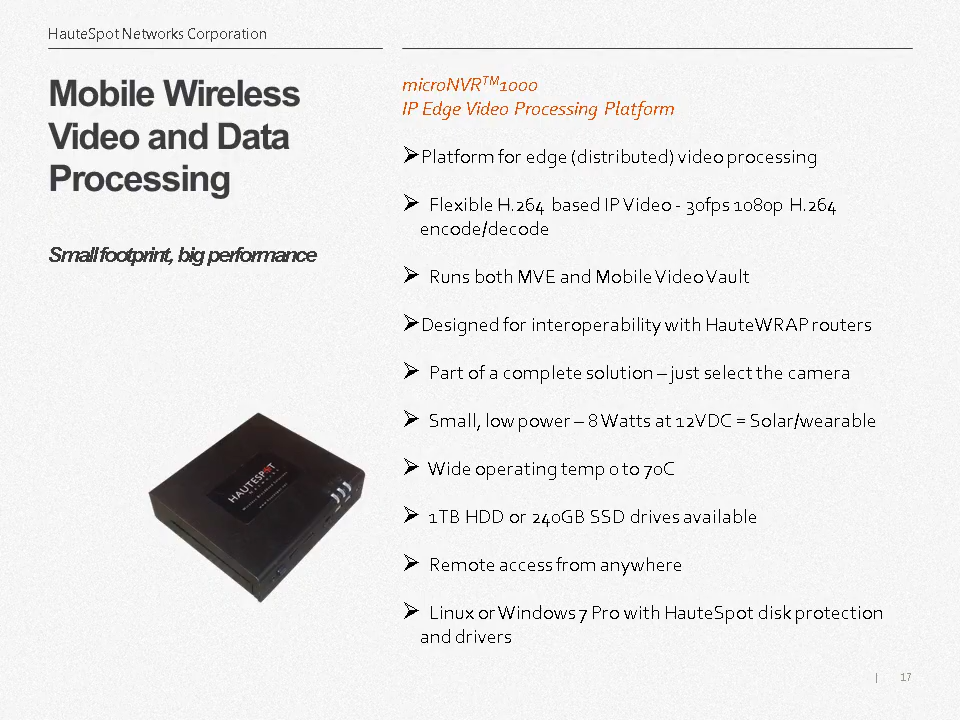 HauteSpot Networks Corporation
Mobile Wireless
Video and Data
Processing
Small footprint, big performance
microNVR™1000
IP Edge Video Processing Platform
➢Platform for edge (distributed) video processing
➢ Flexible H.264 based IP Video - 30fps 1080p H.264
encode/decode
➢ Runs both MVE and Mobile Video Vault
➢Designed for interoperability with HauteWRAP routers
➢ Part of a complete solution – just select the camera
➢ Small, low power – 8 Watts at 12VDC = Solar/wearable
➢ Wide operating temp 0 to 70C
➢ 1TB HDD or 240GB SSD drives available
➢ Remote access from anywhere
➢ Linux or Windows 7 Pro with HauteSpot disk protection
and drivers
HAUTESPOT
| 17